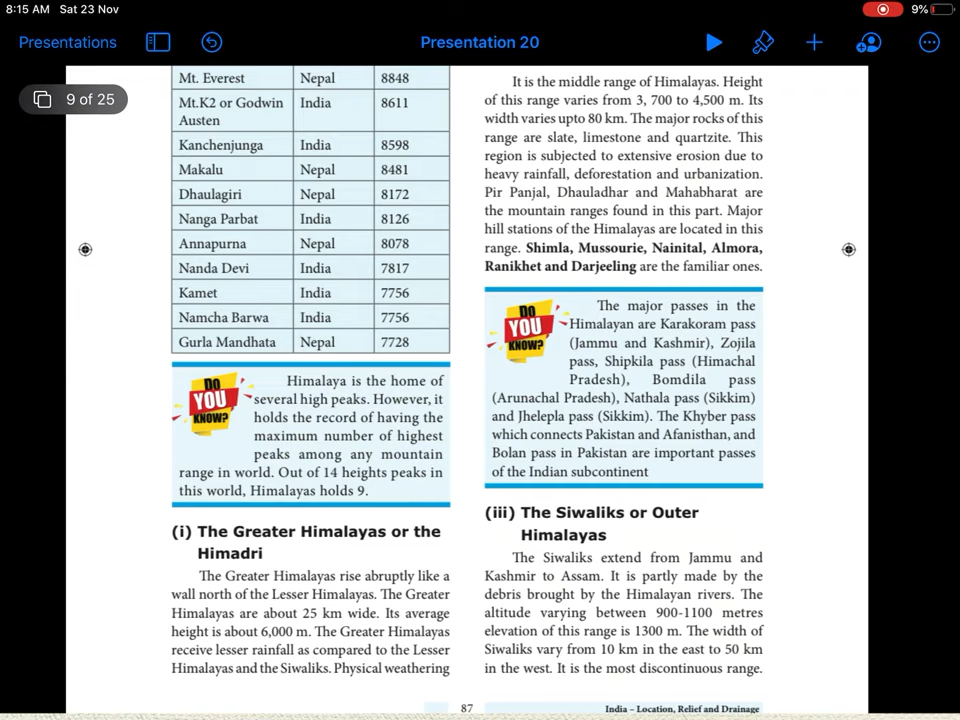 8:15 AM Sat 23 Nov
9%
Presentations
Presentation 20
9 of 25
Mt. Everest Nepal 8848
Mt.K2 or Godwin Austen India 8611
Kanchenjunga India 8598
Makalu Nepal 8481
Dhaulagiri Nepal 8172
Nanga Parbat India 8126
Annapurna Nepal 8078
Nanda Devi India 7817
Kamet India 7756
Namcha Barwa India 7756
Gurla Mandhata Nepal 7728
DO YOU KNOW?
Himalaya is the home of
several high peaks. However, it
holds the record of having the
maximum number of highest
peaks among any mountain
range in world. Out of 14 heights peaks in
this world, Himalayas holds 9.
(i) The Greater Himalayas or the
Himadri
The Greater Himalayas rise abruptly like a
wall north of the Lesser Himalayas. The Greater
Himalayas are about 25 km wide. Its average
height is about 6,000 m. The Greater Himalayas
receive lesser rainfall as compared to the Lesser
Himalayas and the Siwaliks. Physical weathering
It is the middle range of Himalayas. Height
of this range varies from 3, 700 to 4,500 m. Its
width varies upto 80 km. The major rocks of this
range are slate, limestone and quartzite. This
region is subjected to extensive erosion due to
heavy rainfall, deforestation and urbanization.
Pir Panjal, Dhauladhar and Mahabharat are
the mountain ranges found in this part. Major
hill stations of the Himalayas are located in this
range. Shimla, Mussourie, Nainital, Almora,
Ranikhet and Darjeeling are the familiar ones.
DO YOU KNOW?
The major passes in the
Himalayan are Karakoram pass
(Jammu and Kashmir), Zojila
pass, Shipkila pass (Himachal
Pradesh), Bomdila pass
(Arunachal Pradesh), Nathala pass (Sikkim)
and Jhelepla pass (Sikkim). The Khyber pass
which connects Pakistan and Afanisthan, and
Bolan pass in Pakistan are important passes
of the Indian subcontinent
(iii) The Siwaliks or Outer
Himalayas
The Siwaliks extend from Jammu and
Kashmir to Assam. It is partly made by the
debris brought by the Himalayan rivers. The
altitude varying between 900-1100 metres
elevation of this range is 1300 m. The width of
Siwaliks vary from 10 km in the east to 50 km
in the west. It is the most discontinuous range.
87
India – Location, Relief and Drainage